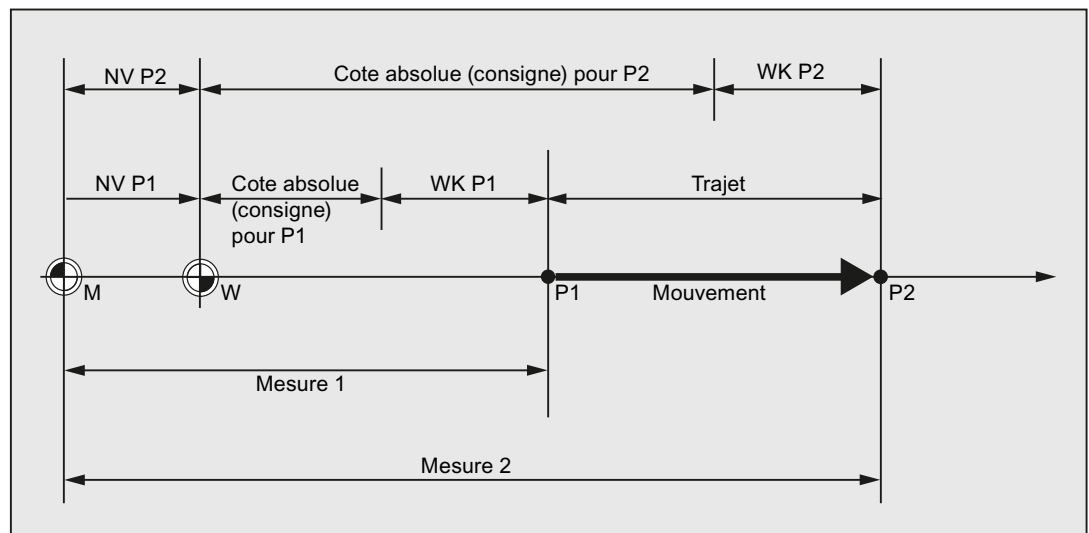 NV P2
Cote absolue (consigne) pour P2
WK P2
NV P1
Cote absolue
(consigne)
pour P1
WK P1
Trajet
M
W
P1
Mouvement
P2
Mesure 1
Mesure 2